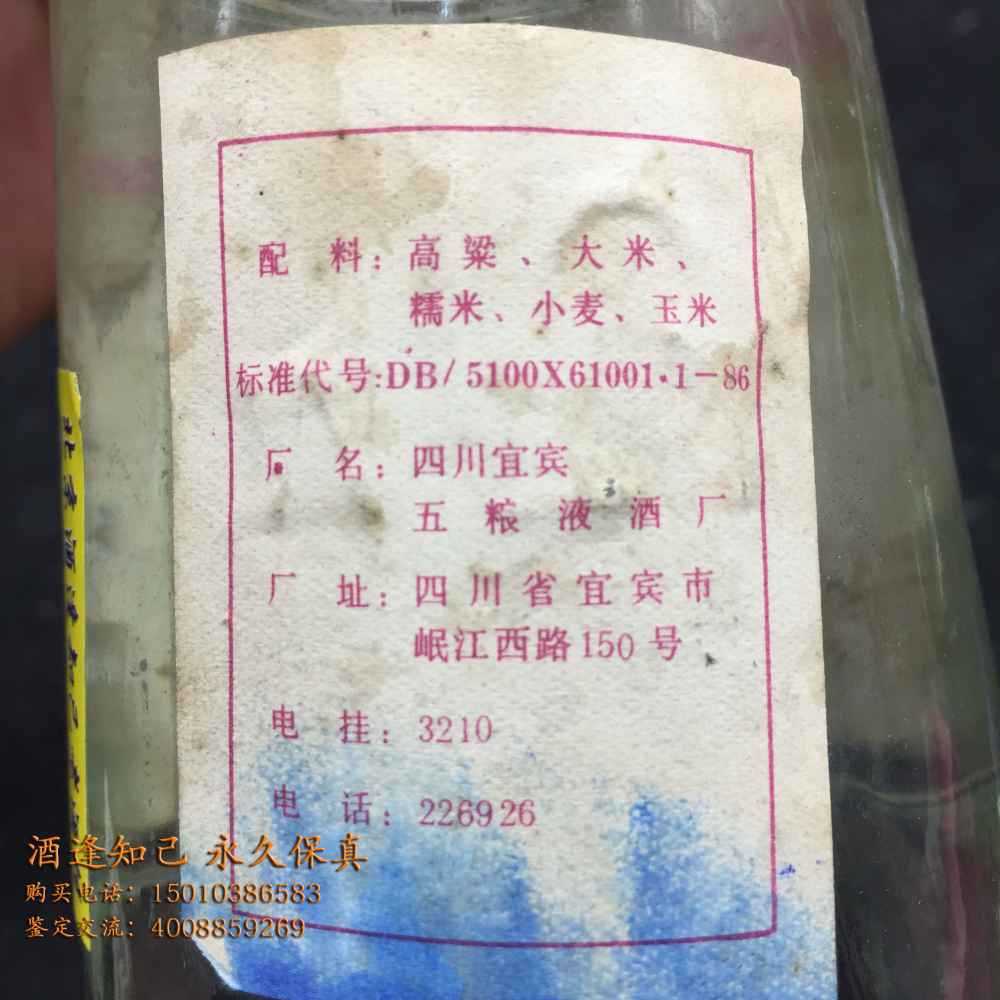 配 料：高 粱 、 大 米 、
糯米、小麦、玉米
标准代号:DB/5100X61001·1-86
厂 名：四川宜宾
五 粮 液 酒 厂
厂 址：四 川 省 宜 宾 市
岷江西路150号
电 挂：3210
电 话：226926
酒逢知己 永久保真
购买电话：15010386583
鉴定交流：4008859269